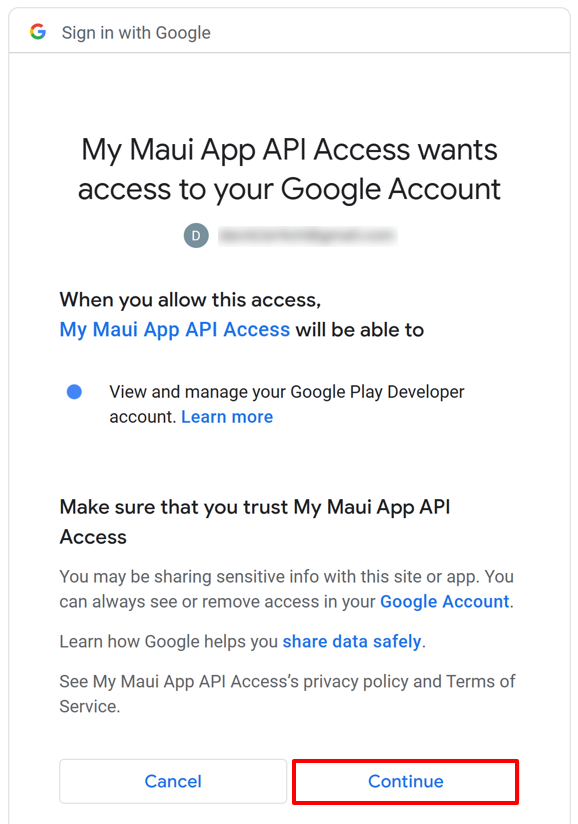 Sign in with Google
My Maui App API Access wants
access to your Google Account
D
When you allow this access,
My Maui App API Access will be able to
View and manage your Google Play Developer
account. Learn more
Make sure that you trust My Maui App API
Access
You may be sharing sensitive info with this site or app. You
can always see or remove access in your Google Account.
Learn how Google helps you share data safely.
See My Maui App API Access's privacy policy and Terms of
Service.
Cancel
Continue